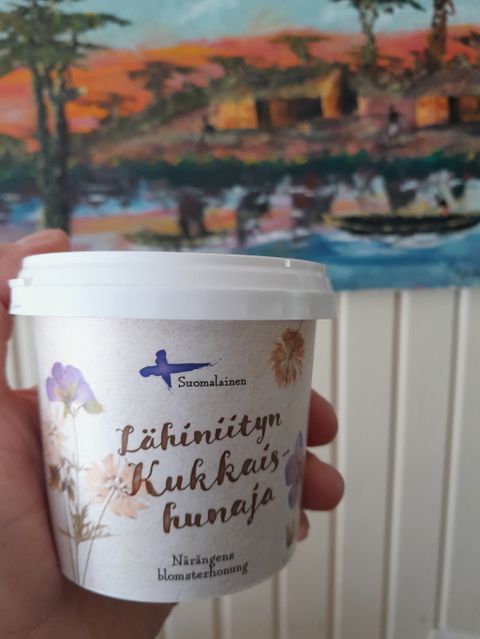 Suomalainen
Lähiniityn
Kukkais-
hunaja
Närängens
blomsterhonung